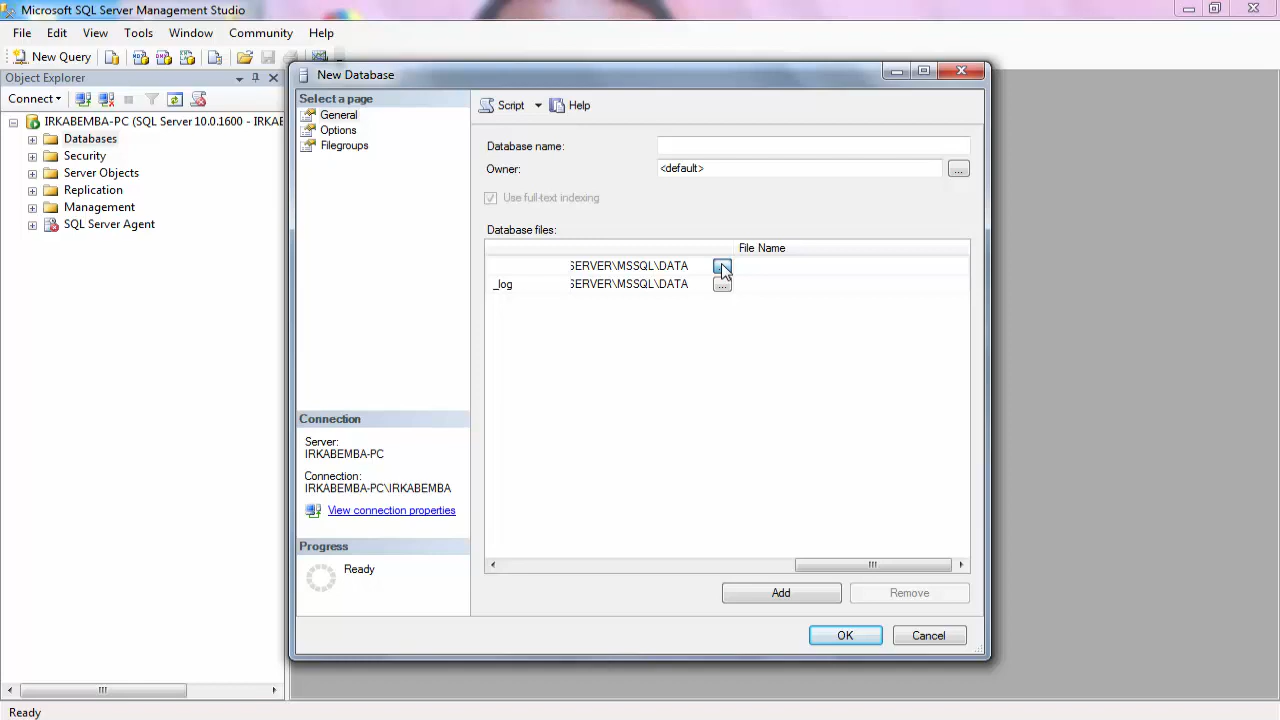 Microsoft SQL Server Management Studio
File Edit View Tools Window Community Help
New Query
Object Explorer
Connect
IRKABEMBA-PC (SQL Server 10.0.1600 - IRKAE
Databases
Security
Server Objects
Replication
Management
SQL Server Agent
New Database
Select a page
General
Options
Filegroups
Script Help
Database name:
Owner: <default> ...
Use full-text indexing
Database files:
File Name
SERVER\MSSQL\DATA
_log SERVER\MSSQL\DATA ...
Connection
Server:
IRKABEMBA-PC
Connection:
IRKABEMBA-PC\IRKABEMBA
View connection properties
Progress
Ready
Add Remove
OK Cancel
Ready